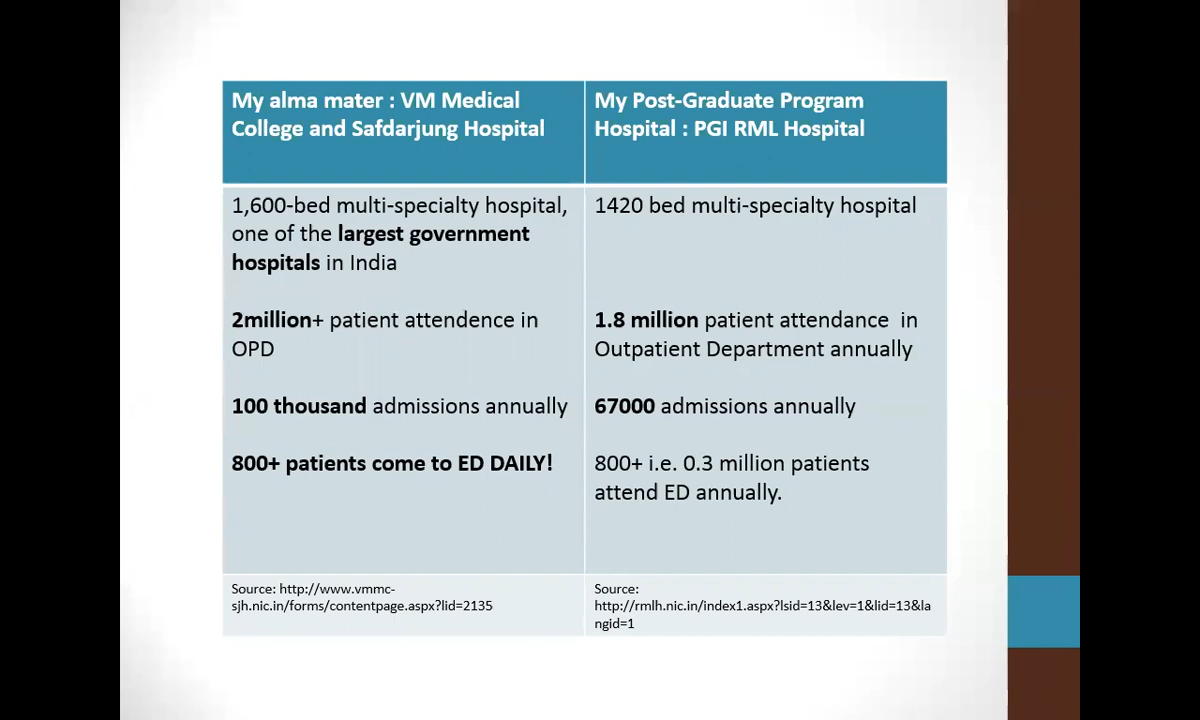 My alma mater : VM Medical
College and Safdarjung Hospital
My Post-Graduate Program
Hospital : PGI RML Hospital
1,600-bed multi-specialty hospital,
one of the largest government
hospitals in India
2million+ patient attendence in
OPD
100 thousand admissions annually
800+ patients come to ED DAILY!
1420 bed multi-specialty hospital
1.8 million patient attendance in
Outpatient Department annually
67000 admissions annually
800+ i.e. 0.3 million patients
attend ED annually.
Source: http://www.vmmc-
sjh.nic.in/forms/contentpage.aspx?lid=2135
Source:
http://rmlh.nic.in/index1.aspx?lsid=13&lev=1&lid=13&la
ngid=1